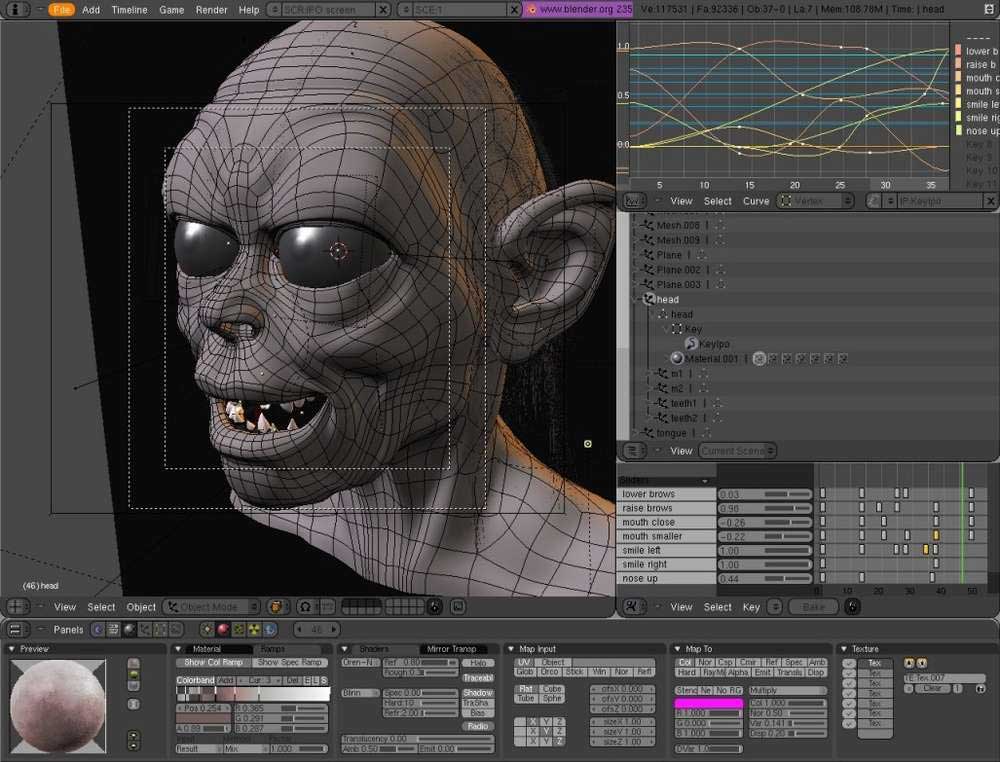 File Add Timeline Game Render Help SCR:IFO screen SCE:1 www.blender.org 235 Ve:117531 | Fa:92336 | Ob:37-0 | La:7 | Mem:108.78M | Time: | head
1.0
0.5
0.0
5 10 15 20 25 30 35
lower b
raise b
mouth c
mouth s
smile le
smile rig
nose up
Key 8
Key 9
Key 10
Key 11
View Select Curve Vertex IP:KeyIpo
Mesh.008
Mesh.009
Plane
Plane.002
Plane.003
head
head
Key
KeyIpo
Material.001
m1
m2
teeth1
teeth2
tongue
View Current Scene
Sliders
lower brows 0.03
raise brows 0.90
mouth close -0.26
mouth smaller -0.22
smile left 1.00
smile right 1.00
nose up 0.44
0 10 20 30 40 50
View Select Key Bake
(46) head
View Select Object Object Mode
Panels 46
Preview
Material Ramps
Show Col Ramp Show Spec Ramp
Colorband Add Cur: 3 Del E L S
Pos 0.254 R 0.365
G 0.291
A 0.89 B 0.287
Input Method Factor
Result Mix 1.000
Shaders Mirror Transp
Oren-N Ref 0.80 Halo
Rough:0.3 Traceabl
Blinn Spec 0.00 Shadow
Hard:10 TraSha
Refr:2.00 Bias
Radio
Translucency 0.00
Amb 0.50 Emit 0.00
Map Input
UV Object
Glob Orco Stick Win Nor Refl
Flat Cube ofsX 0.000
Tube Sphe ofsY 0.000
ofsZ 0.000
X Y Z sizeX 1.00
X Y Z sizeY 1.00
X Y Z sizeZ 1.00
Map To
Col Nor Csp Cmir Ref Spec Amb
Hard RayMi Alpha Emit Translu Disp
Stenc Ne No RG Multiply
Col 1.000
R 1.000 Nor 0.50
G 0.000 Var 0.141
B 1.000 Disp 0.20
DVar 1.0
Texture
Tex
Tex
Tex
Tex
Tex
Tex
TE:Tex.007
Clear 1